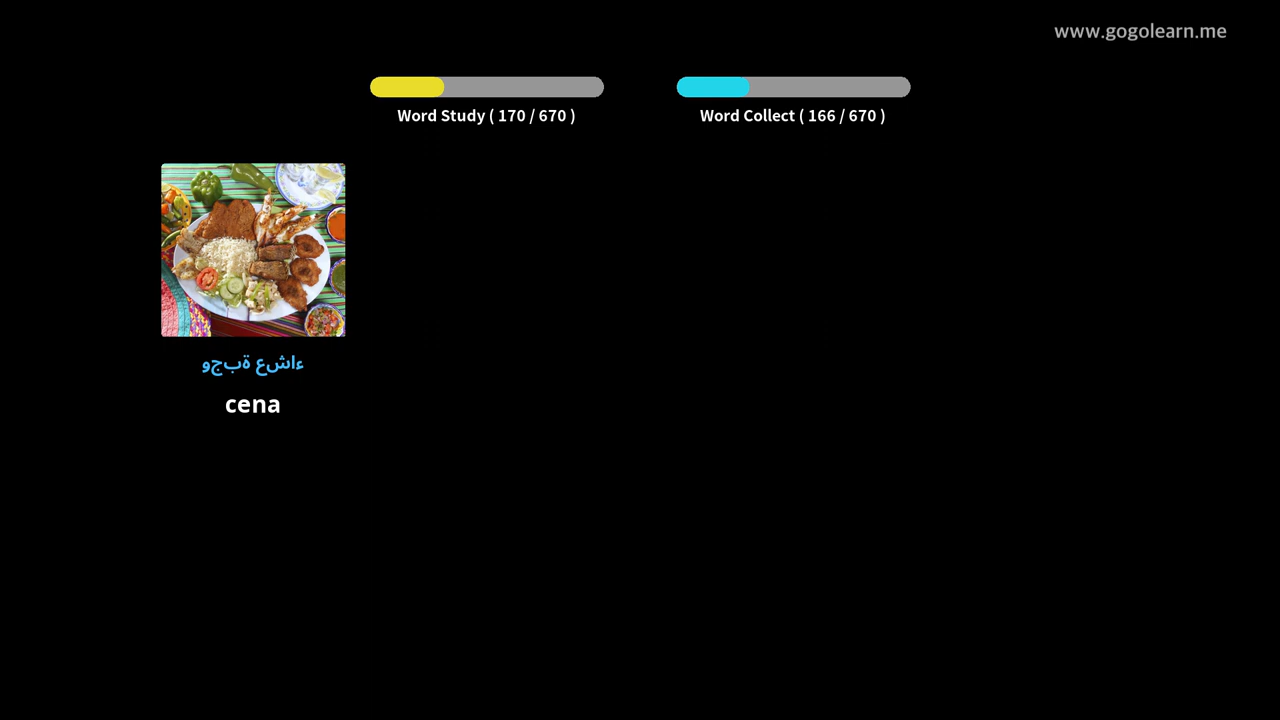 www.gogolearn.me
Word Study ( 170 / 670 )
Word Collect ( 166 / 670 )
وجبة عشاء
cena